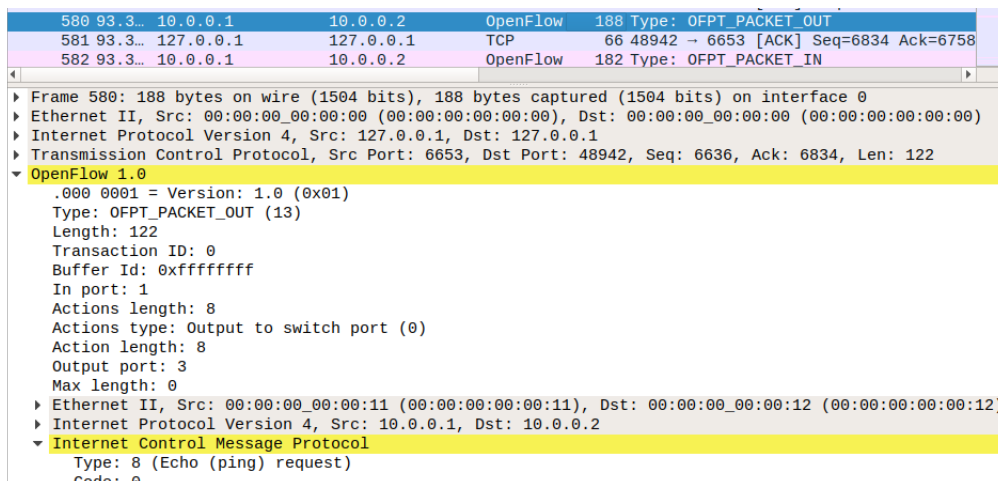 580 93.3… 10.0.0.1 10.0.0.2 OpenFlow 188 Type: OFPT_PACKET_OUT
581 93.3… 127.0.0.1 127.0.0.1 TCP 66 48942 → 6653 [ACK] Seq=6834 Ack=6758
582 93.3… 10.0.0.1 10.0.0.2 OpenFlow 182 Type: OFPT_PACKET_IN
Frame 580: 188 bytes on wire (1504 bits), 188 bytes captured (1504 bits) on interface 0
Ethernet II, Src: 00:00:00_00:00:00 (00:00:00:00:00:00), Dst: 00:00:00_00:00:00 (00:00:00:00:00:00)
Internet Protocol Version 4, Src: 127.0.0.1, Dst: 127.0.0.1
Transmission Control Protocol, Src Port: 6653, Dst Port: 48942, Seq: 6636, Ack: 6834, Len: 122
OpenFlow 1.0
.000 0001 = Version: 1.0 (0x01)
Type: OFPT_PACKET_OUT (13)
Length: 122
Transaction ID: 0
Buffer Id: 0xffffffff
In port: 1
Actions length: 8
Actions type: Output to switch port (0)
Action length: 8
Output port: 3
Max length: 0
Ethernet II, Src: 00:00:00_00:00:11 (00:00:00:00:00:11), Dst: 00:00:00_00:00:12 (00:00:00:00:00:12)
Internet Protocol Version 4, Src: 10.0.0.1, Dst: 10.0.0.2
Internet Control Message Protocol
Type: 8 (Echo (ping) request)
Code: 0